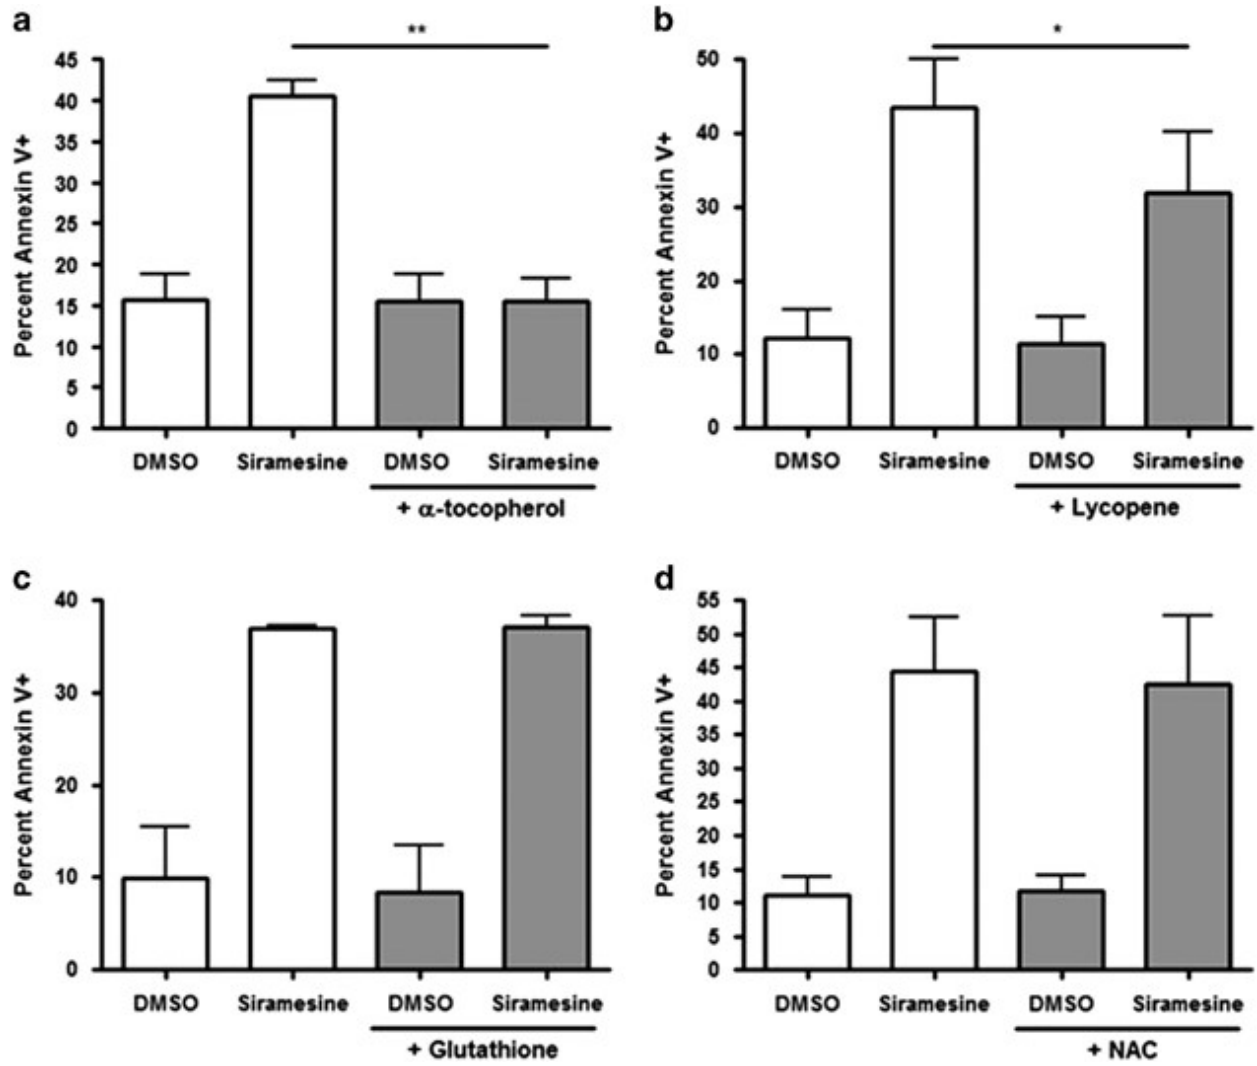 a
**
Percent Annexin V+
45
40
35
30
25
20
15
10
5
0
DMSO Siramesine DMSO Siramesine
+ α-tocopherol
b
*
Percent Annexin V+
50
40
30
20
10
0
DMSO Siramesine DMSO Siramesine
+ Lycopene
c
Percent Annexin V+
40
30
20
10
0
DMSO Siramesine DMSO Siramesine
+ Glutathione
d
Percent Annexin V+
55
50
45
40
35
30
25
20
15
10
5
0
DMSO Siramesine DMSO Siramesine
+ NAC